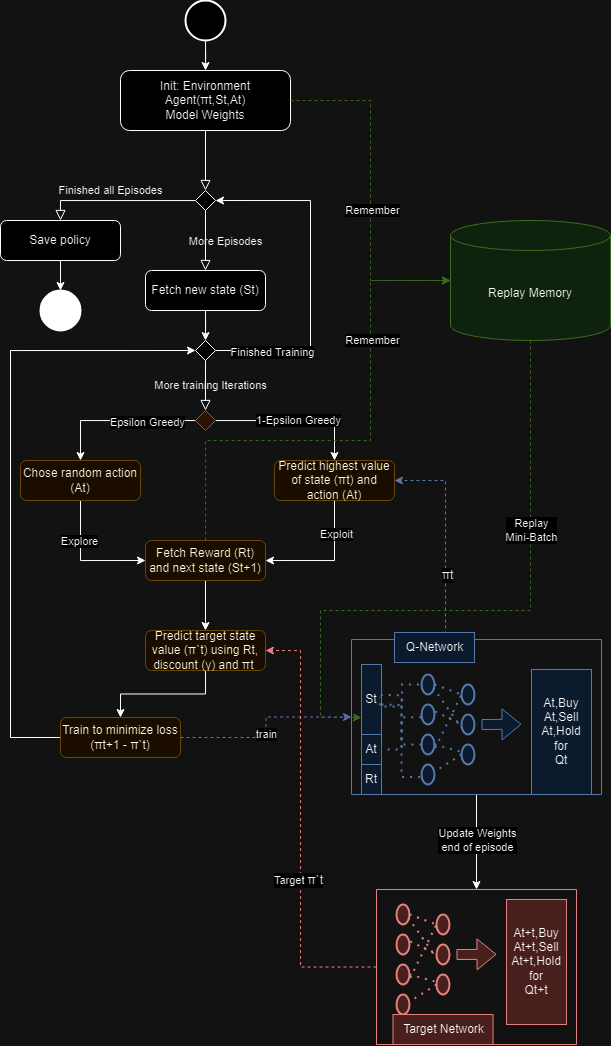 Init: Environment
Agent(πt,St,At)
Model Weights
Finished all Episodes
Remember
Save policy
More Episodes
Fetch new state (St)
Replay Memory
Finished Training
Remember
More training Iterations
Epsilon Greedy
1-Epsilon Greedy
Chose random action
(At)
Predict highest value
of state (πt) and
action (At)
Explore
Exploit
Replay
Mini-Batch
Fetch Reward (Rt)
and next state (St+1)
πt
Predict target state
value (π`t) using Rt,
discount (γ) and πt
Q-Network
St
At
Rt
At,Buy
At,Sell
At,Hold
for
Qt
Train to minimize loss
(πt+1 - π`t)
train
Update Weights
end of episode
Target π`t
At+t,Buy
At+t,Sell
At+t,Hold
for
Qt+t
Target Network